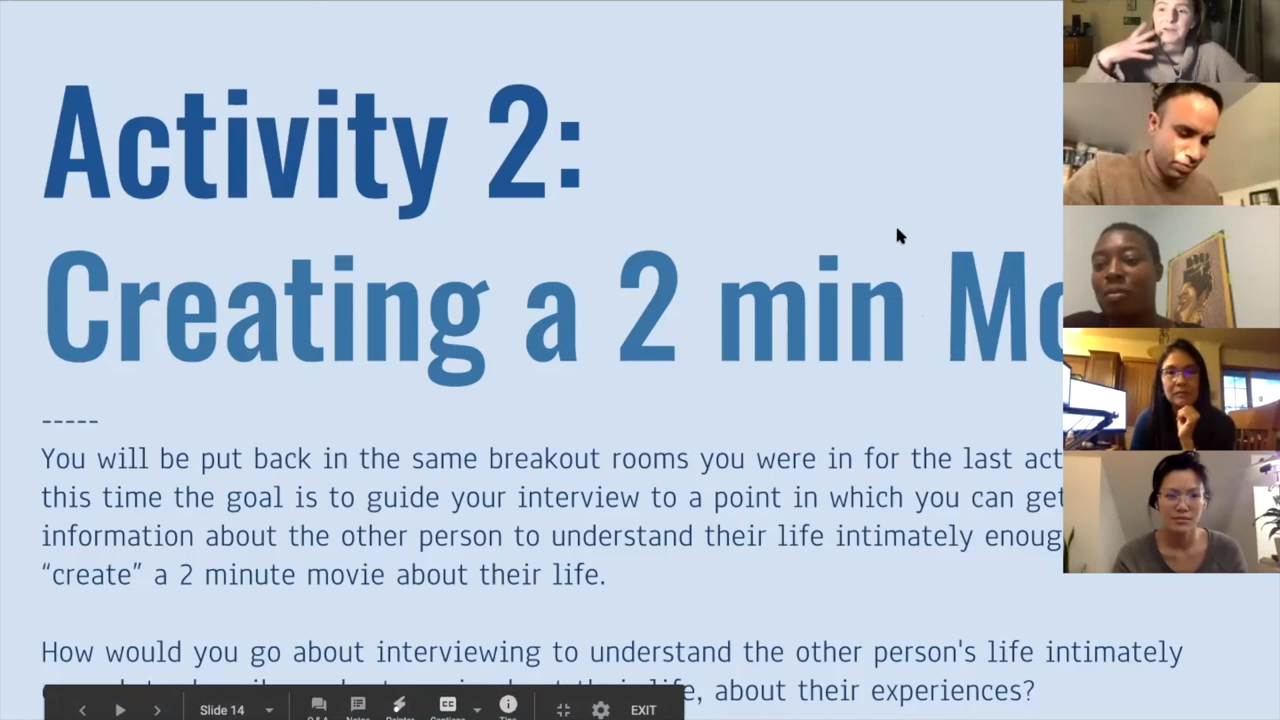 Activity 2:
Creating a 2 min
-----
You will be put back in the same breakout rooms you were in for the last
this time the goal is to guide your interview to a point in which you can get
information about the other person to understand their life intimately
“create” a 2 minute movie about their life.
How would you go about interviewing to understand the other person's life intimately
life, about their experiences?
Slide 14
Notes
Pointer
Captions
EXIT